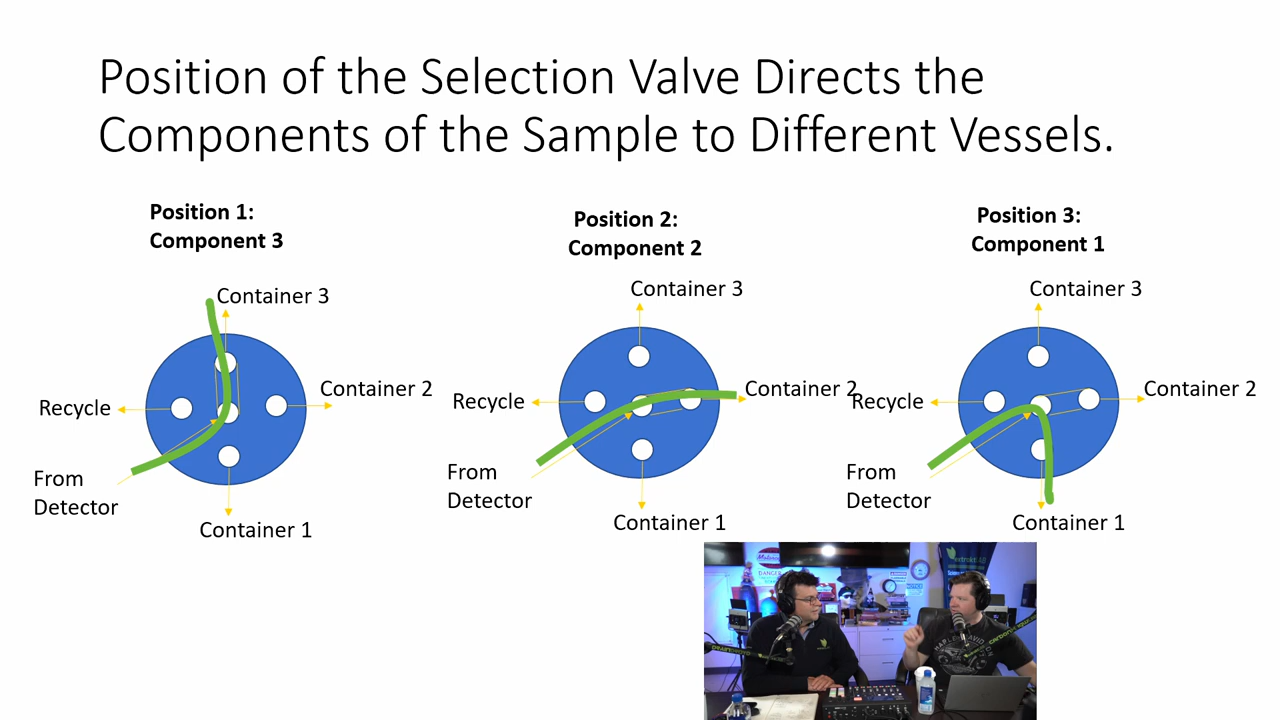 Position of the Selection Valve Directs the
Components of the Sample to Different Vessels.
Position 1:
Component 3
Container 3
Container 2
Recycle
From
Detector
Container 1
Position 2:
Component 2
Container 3
Container 2
Recycle
From
Detector
Container 1
Position 3:
Component 1
Container 3
Container 2
Recycle
From
Detector
Container 1
DANGER